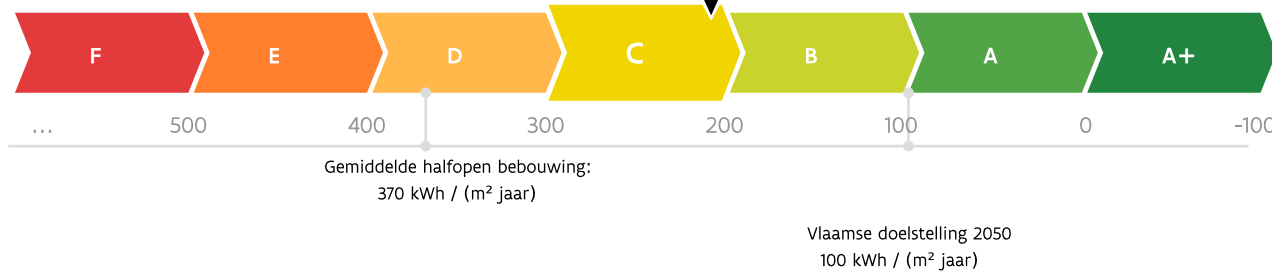 F E D C B A A+
... 500 400 300 200 100 0 -100
Gemiddelde halfopen bebouwing:
370 kWh / (m² jaar)
Vlaamse doelstelling 2050
100 kWh / (m² jaar)